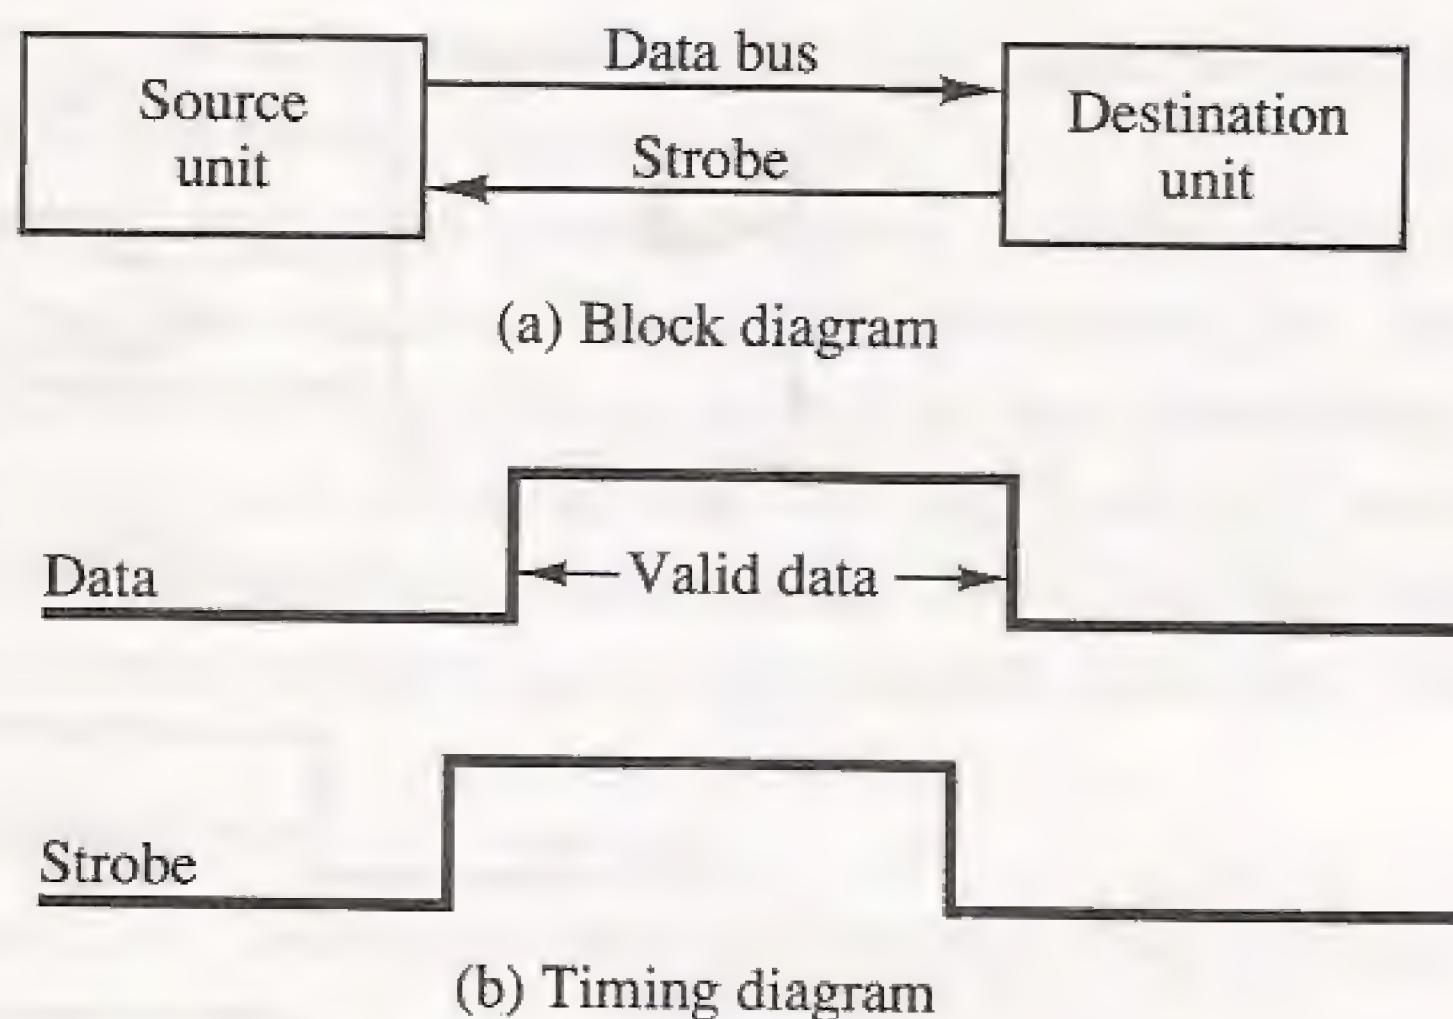 Source
unit
Data bus
Strobe
Destination
unit
(a) Block diagram
Data
Valid data
Strobe
(b) Timing diagram